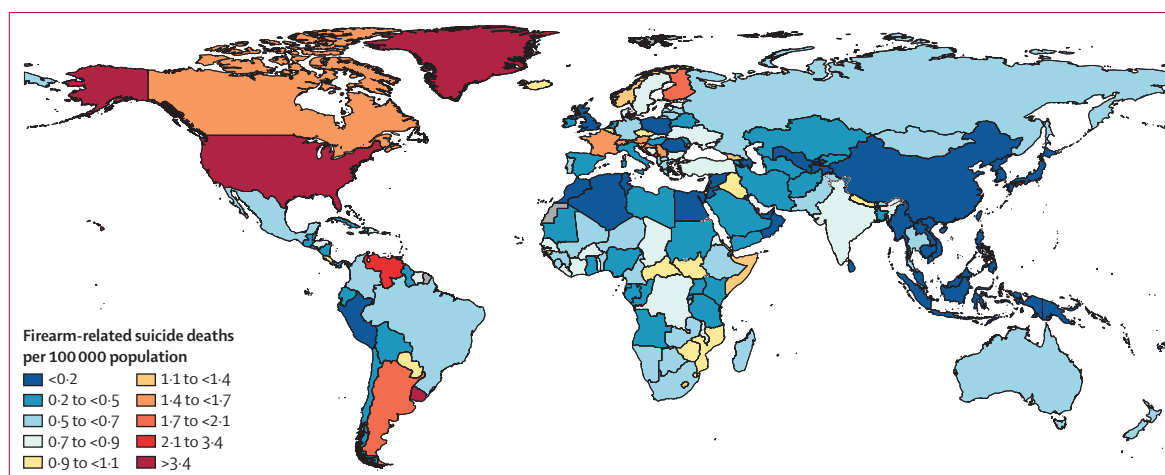 Firearm-related suicide deaths
per 100 000 population
<0·2
0·2 to <0·5
0·5 to <0·7
0·7 to <0·9
0·9 to <1·1
1·1 to <1·4
1·4 to <1·7
1·7 to <2·1
2·1 to 3·4
>3·4